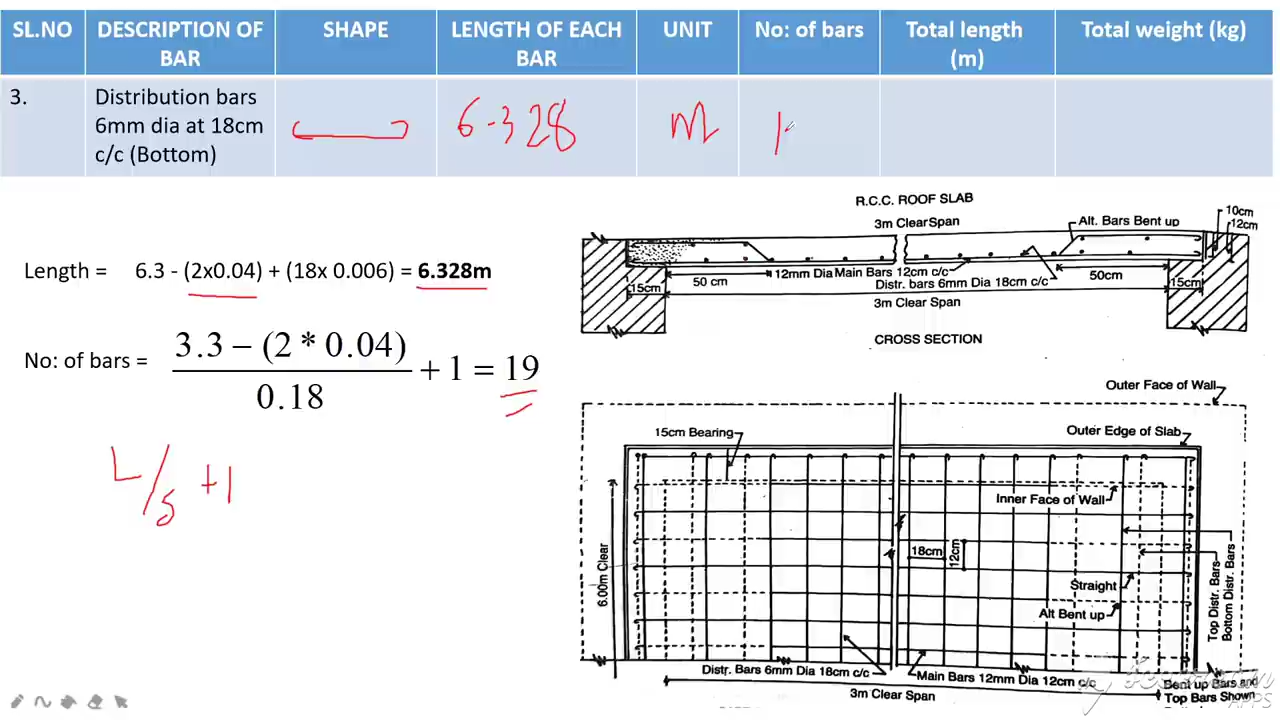 SL.NO DESCRIPTION OF BAR SHAPE LENGTH OF EACH BAR UNIT No: of bars Total length (m) Total weight (kg)
3. Distribution bars
6mm dia at 18cm
c/c (Bottom)
6.328 m 1
Length = 6.3 - (2x0.04) + (18x 0.006) = 6.328m
No: of bars = 3.3 − (2 * 0.04) / 0.18 + 1 = 19
L/S +1
R.C.C. ROOF SLAB
3m Clear Span
Alt. Bars Bent up
10cm
12cm
12mm Dia Main Bars 12cm c/c
50 cm
50cm
Distr. bars 6mm Dia 18cm c/c
15cm
15cm
3m Clear Span
CROSS SECTION
Outer Face of Wall
15cm Bearing
Outer Edge of Slab
Inner Face of Wall
18cm
12cm
6.00m Clear
Straight
Alt Bent up
Top Distr. Bars
Bottom Distr. Bars
Distr. Bars 6mm Dia 18cm c/c
Main Bars 12mm Dia 12cm c/c
3m Clear Span
Bent up Bars and
Top Bars Shown
APPS